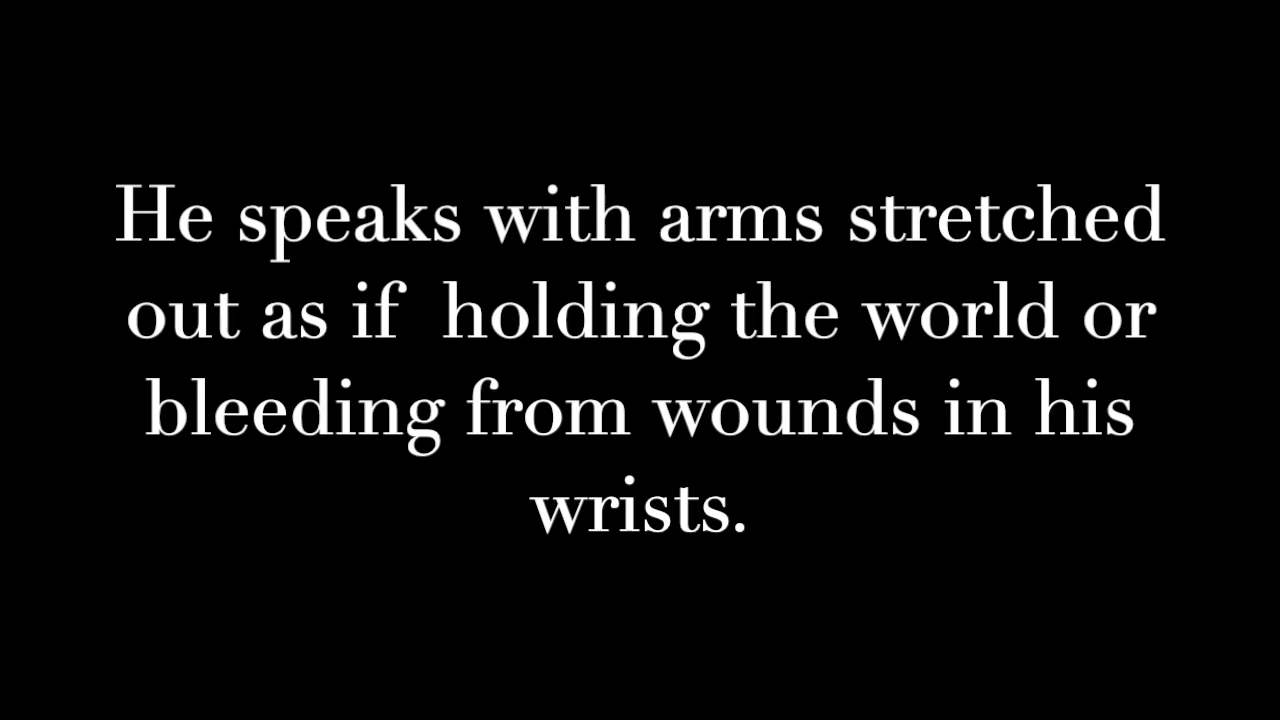 He speaks with arms stretched
out as if  holding the world or
bleeding from wounds in his
wrists.